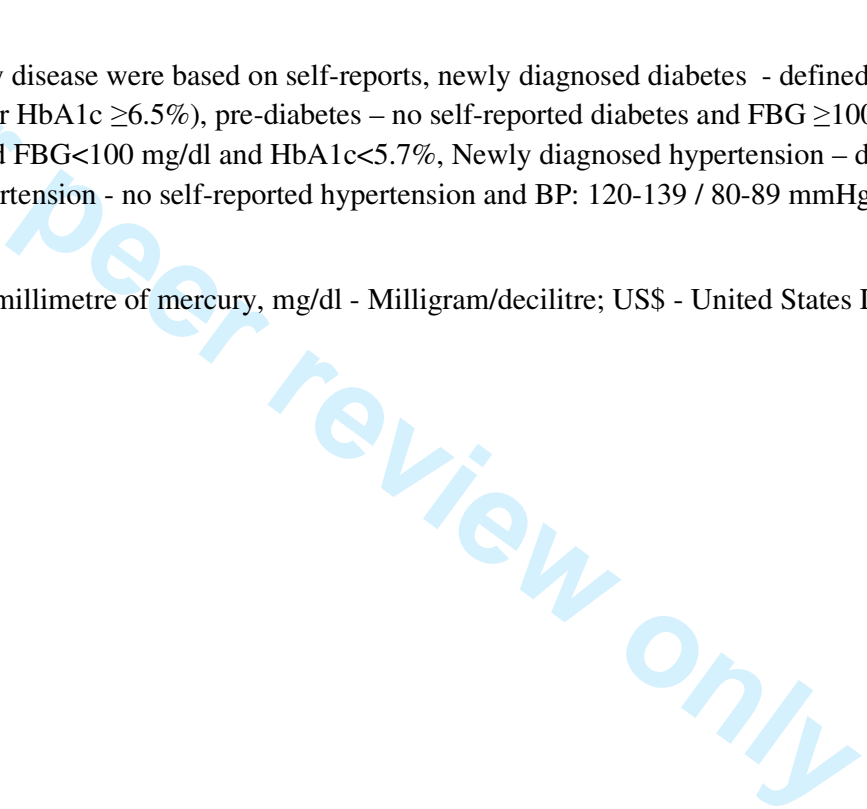 disease were based on self-reports, newly diagnosed diabetes - defined
HbA1c ≥6.5%), pre-diabetes – no self-reported diabetes and FBG ≥100
FBG<100 mg/dl and HbA1c<5.7%, Newly diagnosed hypertension –
- no self-reported hypertension and BP: 120-139 / 80-89 mmHg
millimetre of mercury, mg/dl - Milligram/decilitre; US$ - United States
peer review only